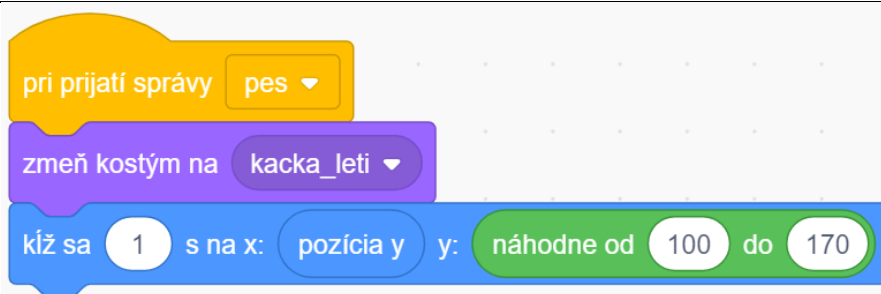 pri prijatí správy pes
zmeň kostým na kacka_leti
kĺž sa 1 s na x: pozícia y y: náhodne od 100 do 170